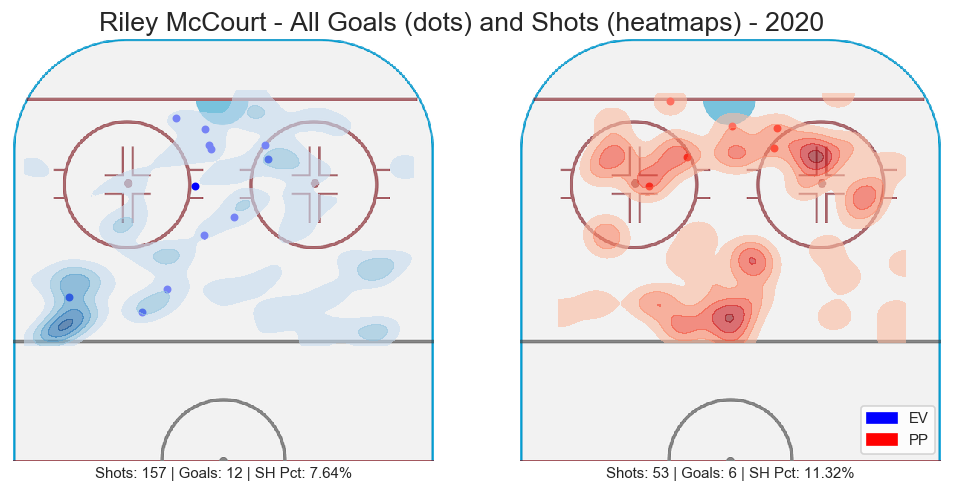 Riley McCourt - All Goals (dots) and Shots (heatmaps) - 2020
EV
PP
Shots: 157 | Goals: 12 | SH Pct: 7.64%
Shots: 53 | Goals: 6 | SH Pct: 11.32%